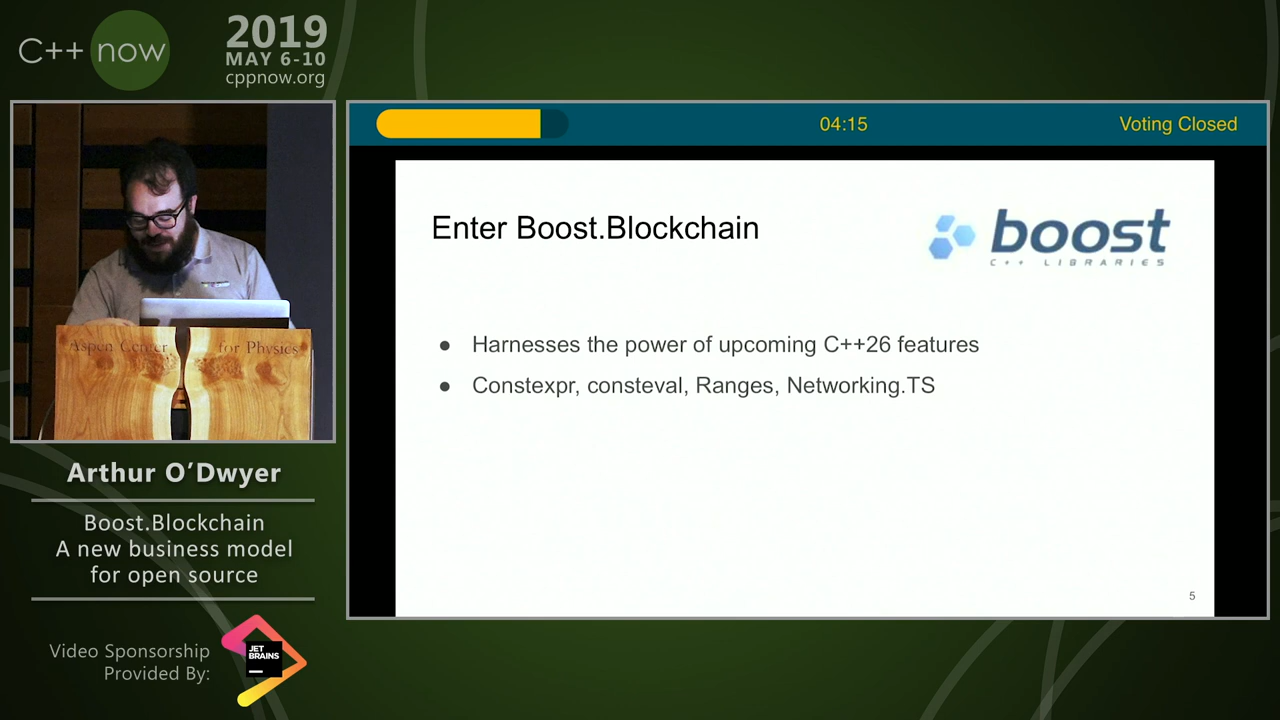 C++ now
2019
MAY 6-10
cppnow.org
04:15
Voting Closed
Enter Boost.Blockchain
boost
C++ LIBRARIES
● Harnesses the power of upcoming C++26 features
● Constexpr, consteval, Ranges, Networking.TS
5
Aspen Center for Physics
Arthur O’Dwyer
Boost.Blockchain
A new business model
for open source
Video Sponsorship
Provided By:
JET
BRAINS